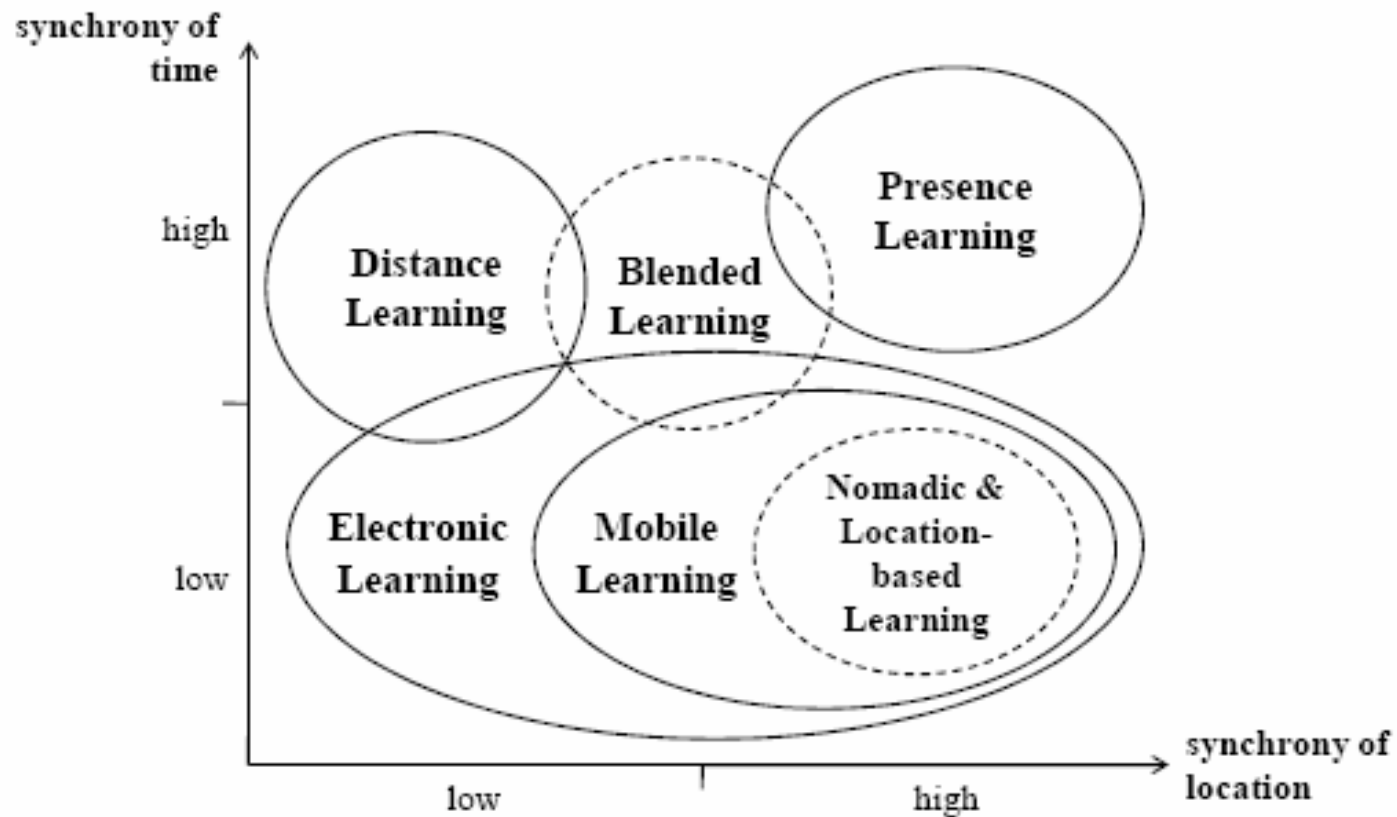 synchrony of
time
high
low
Distance
Learning
Blended
Learning
Presence
Learning
Electronic
Learning
Mobile
Learning
Nomadic &
Location-
based
Learning
low
high
synchrony of
location